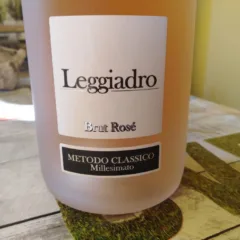 Leggiadro
Brut Rosé
METODO CLASSICO
Millesimato